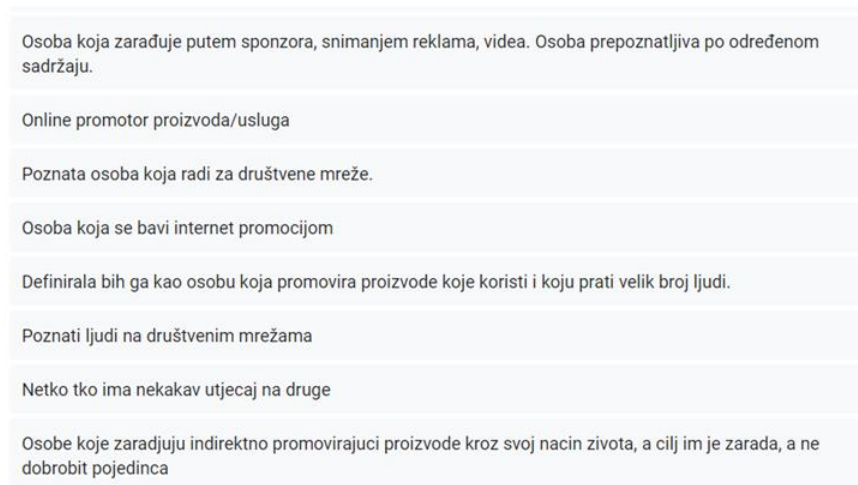 Osoba koja zarađuje putem sponzora, snimanjem reklama, videa. Osoba prepoznatljiva po određenom
sadržaju.
Online promotor proizvoda/usluga
Poznata osoba koja radi za društvene mreže.
Osoba koja se bavi internet promocijom
Definirala bih ga kao osobu koja promovira proizvode koje koristi i koju prati velik broj ljudi.
Poznati ljudi na društvenim mrežama
Netko tko ima nekakav utjecaj na druge
Osobe koje zaradjuju indirektno promovirajuci proizvode kroz svoj nacin zivota, a cilj im je zarada, a ne
dobrobit pojedinca